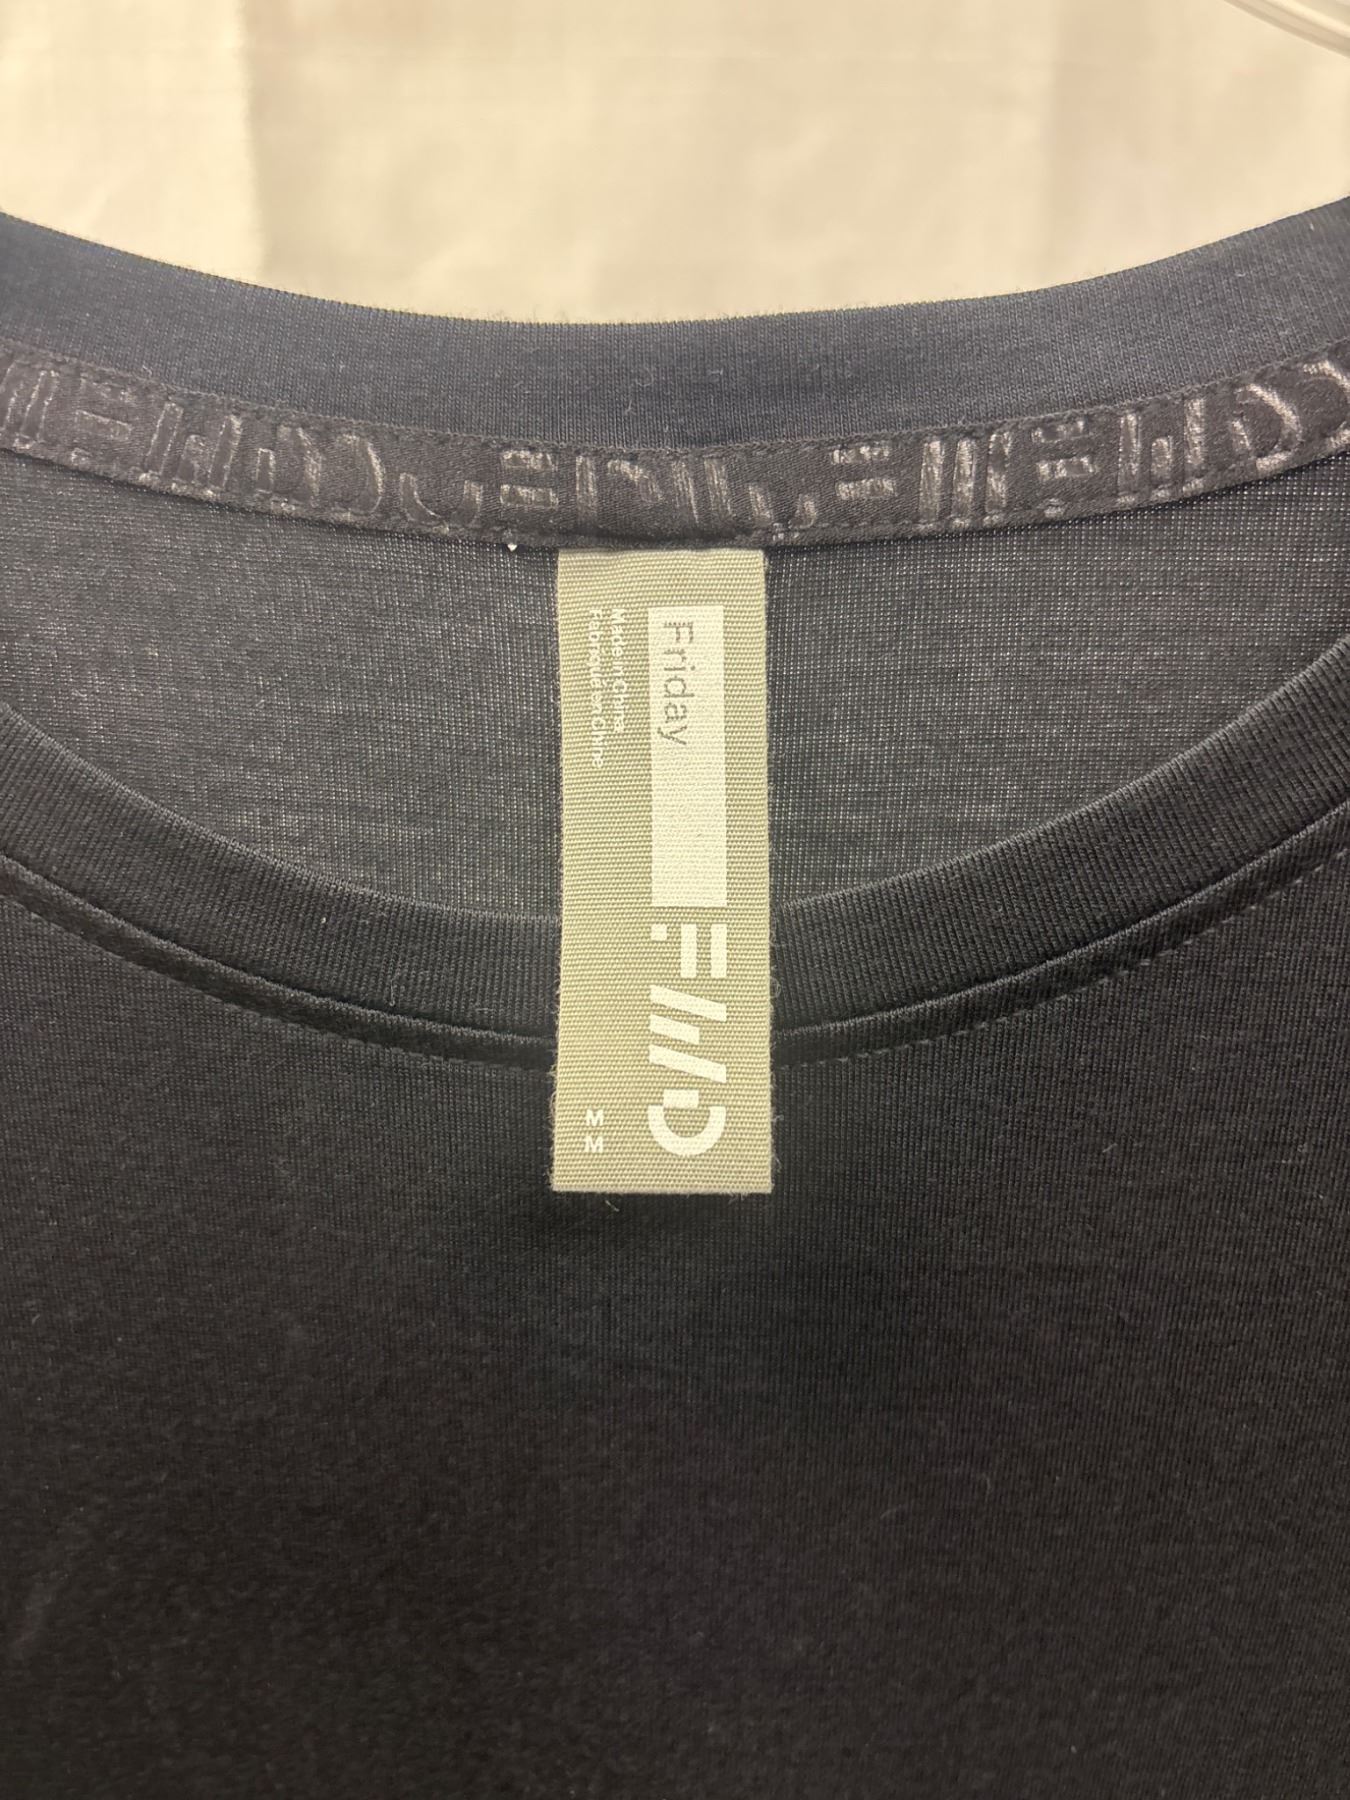 Friday
Made in China
Fabriqué en Chine
M
M